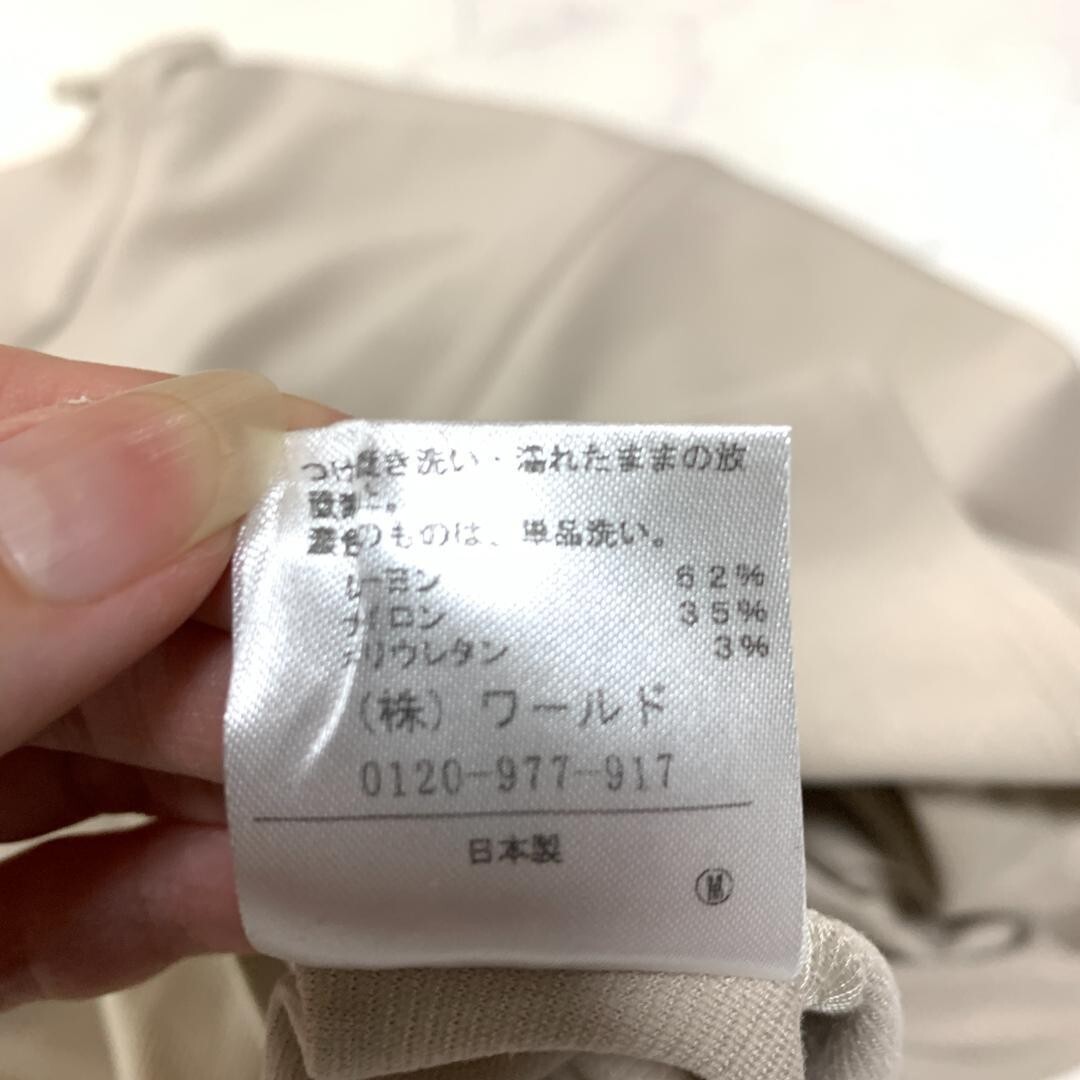 つけ置き洗い・濡れたままの放
置禁止。
濃色のものは、単品洗い。
レーヨン 62%
ナイロン 35%
ポリウレタン 3%
(株) ワールド
0120-977-917
日本製
Ⓜ